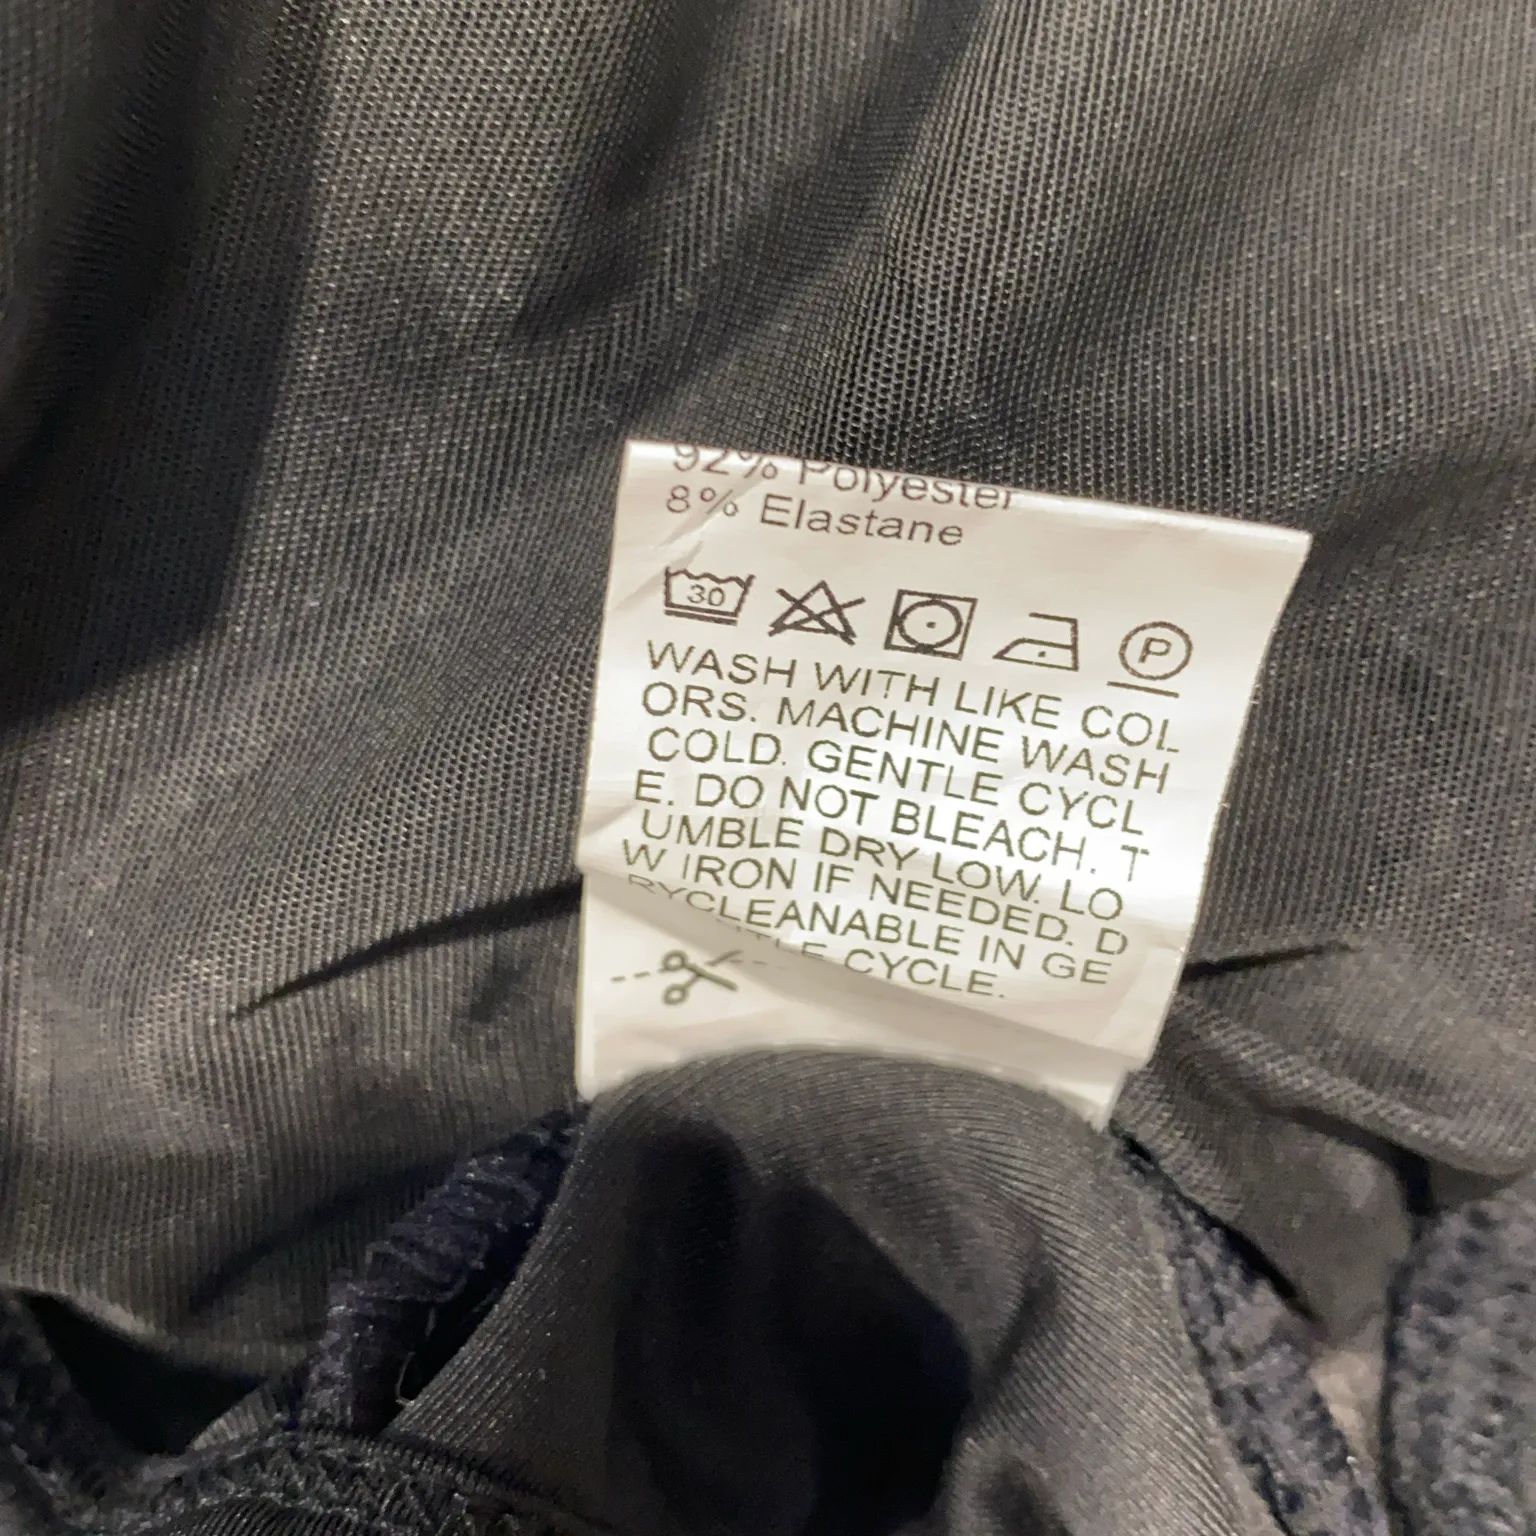 92% Polyester
8% Elastane
30
P
WASH WITH LIKE COL
ORS. MACHINE WASH
COLD. GENTLE CYCL
E. DO NOT BLEACH. T
UMBLE DRY LOW. LO
W IRON IF NEEDED. D
RYCLEANABLE IN GE
NTLE CYCLE.